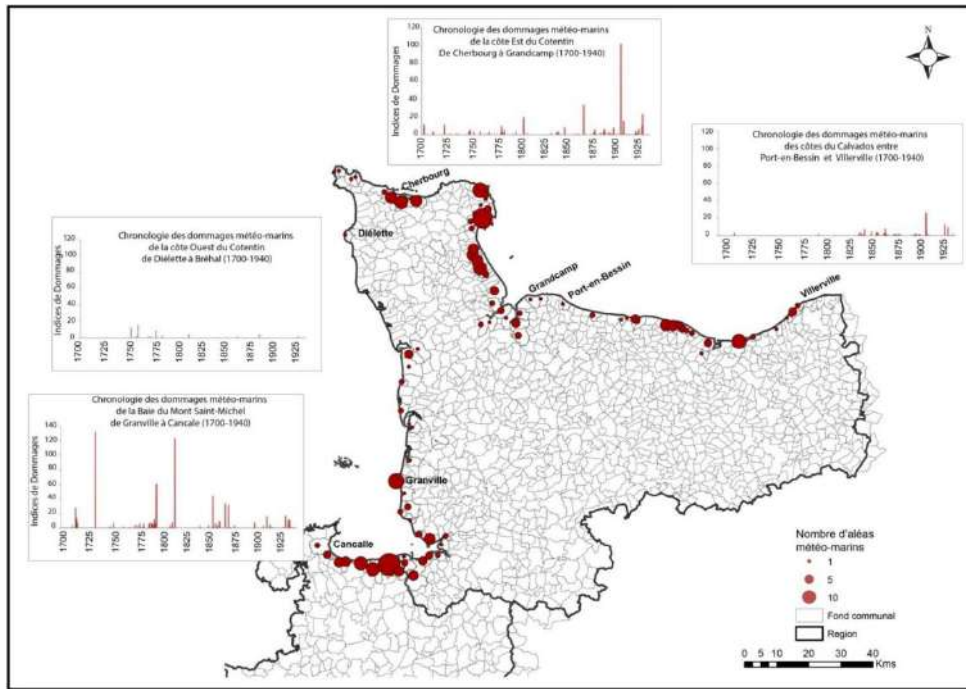 Chronologie des dommages météo-marins
de la côte Est du Cotentin
De Cherbourg à Grandcamp (1700-1940)
Indices de Dommages
120
100
80
60
40
20
0
1700
1725
1750
1775
1800
1825
1850
1875
1900
1925
N
Chronologie des dommages météo-marins
des côtes du Calvados entre
Port-en-Bessin et Villerville (1700-1940)
120
100
80
60
40
20
0
1700
1725
1750
1775
1800
1825
1850
1875
1900
1925
Chronologie des dommages météo-marins
de la côte Ouest du Cotentin
de Diélette à Bréhal (1700-1940)
Indices de Dommages
120
100
80
60
40
20
0
1700
1725
1750
1775
1800
1825
1850
1875
1900
1925
Chronologie des dommages météo-marins
de la Baie du Mont Saint-Michel
de Granville à Cancale (1700-1940)
Indices de Dommages
140
120
100
80
60
40
20
0
1700
1725
1750
1775
1800
1825
1850
1875
1900
1925
Cherbourg
Diélette
Grandcamp
Port-en-Bessin
Villerville
Granville
Cancalle
Nombre d'aléas
météo-marins
1
5
10
Fond communal
Region
0 5 10 20 30 40
Kms